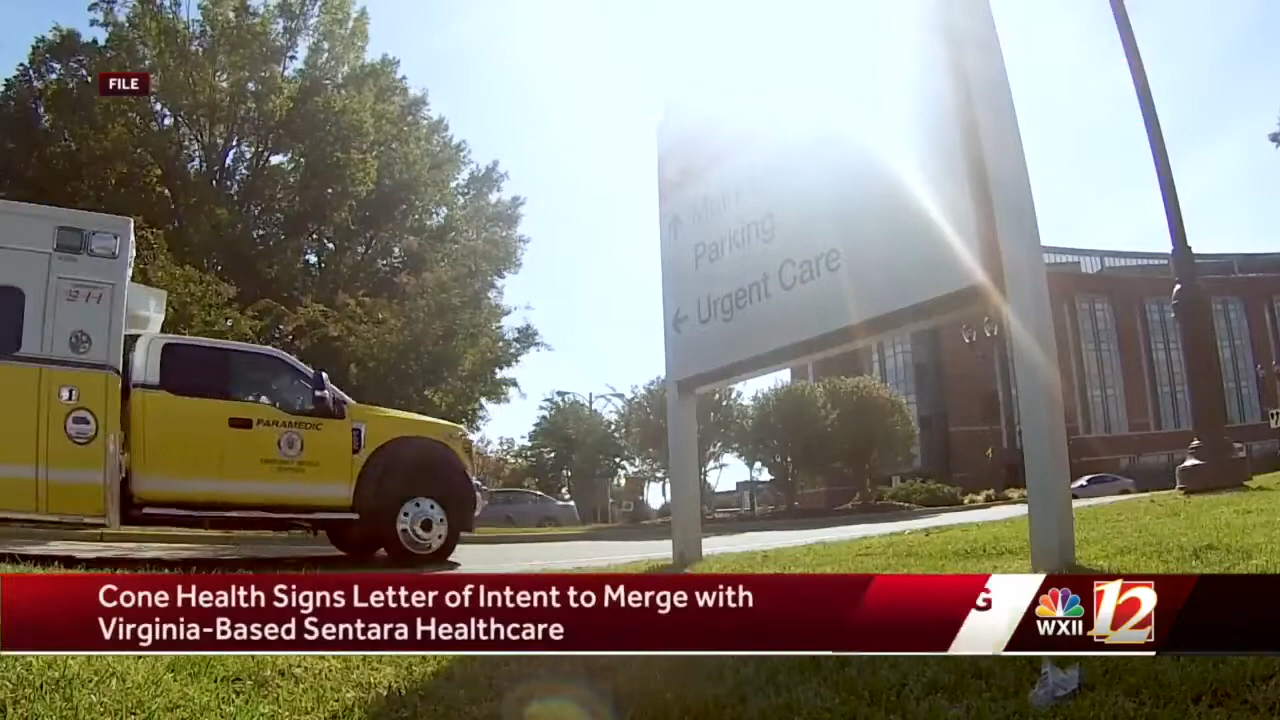 FILE
911
Parking
Urgent Care
PARAMEDIC
Cone Health Signs Letter of Intent to Merge with
Virginia-Based Sentara Healthcare
G
WXII 12